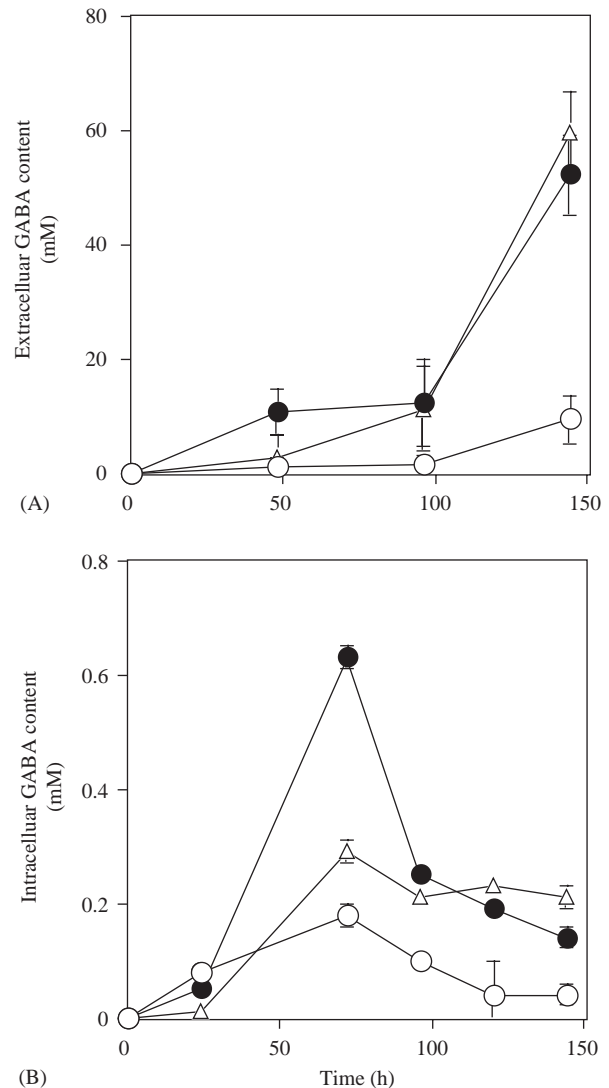 80
60
40
20
0
Extracelluar GABA content
(mM)
(A)
0
50
100
150
0.8
0.6
0.4
0.2
0
Intracelluar GABA content
(mM)
0
50
100
150
(B)
Time (h)